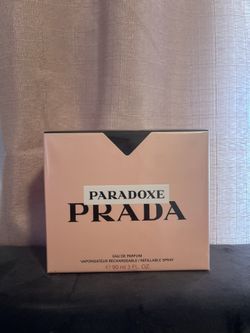 PARADOXE
PRADA
EAU DE PARFUM
VAPORISATEUR RECHARGEABLE / REFILLABLE SPRAY
℮ 90 ml 3 FL. OZ.